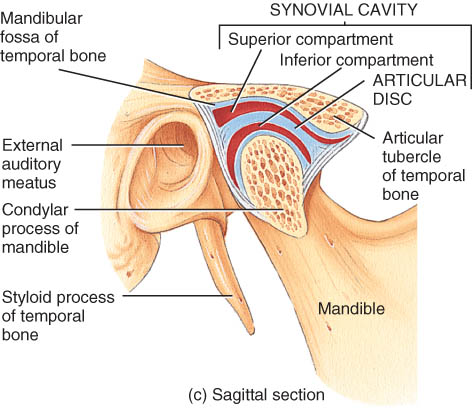 SYNOVIAL CAVITY
Mandibular
fossa of
temporal bone
Superior compartment
Inferior compartment
ARTICULAR
DISC
External
auditory
meatus
Articular
tubercle
of temporal
bone
Condylar
process of
mandible
Styloid process
of temporal
bone
Mandible
(c) Sagittal section